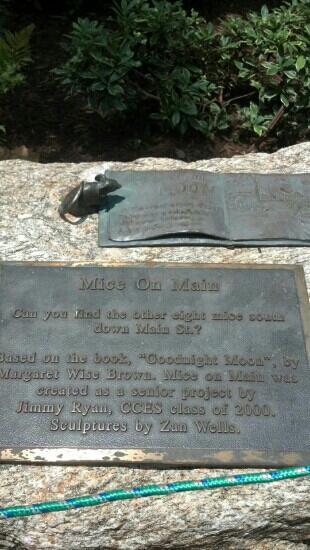 MOON
Mice On Main
Can you find the other eight mice south
down Main St.?
Based on the book, "Goodnight Moon", by
Margaret Wise Brown. Mice on Main was
created as a senior project by
Jimmy Ryan, CCES class of 2000.
Sculptures by Zan Wells.